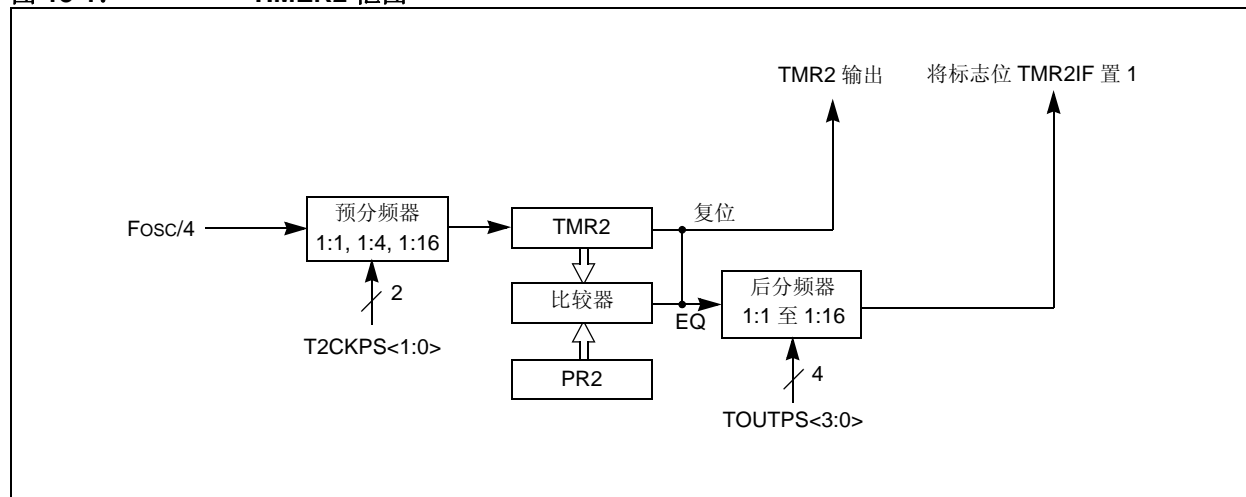 TMR2 输出
将标志位 TMR2IF 置 1
复位
FOSC/4
预分频器
1:1, 1:4, 1:16
TMR2
2
比较器
EQ
后分频器
1:1 至 1:16
T2CKPS<1:0>
PR2
4
TOUTPS<3:0>